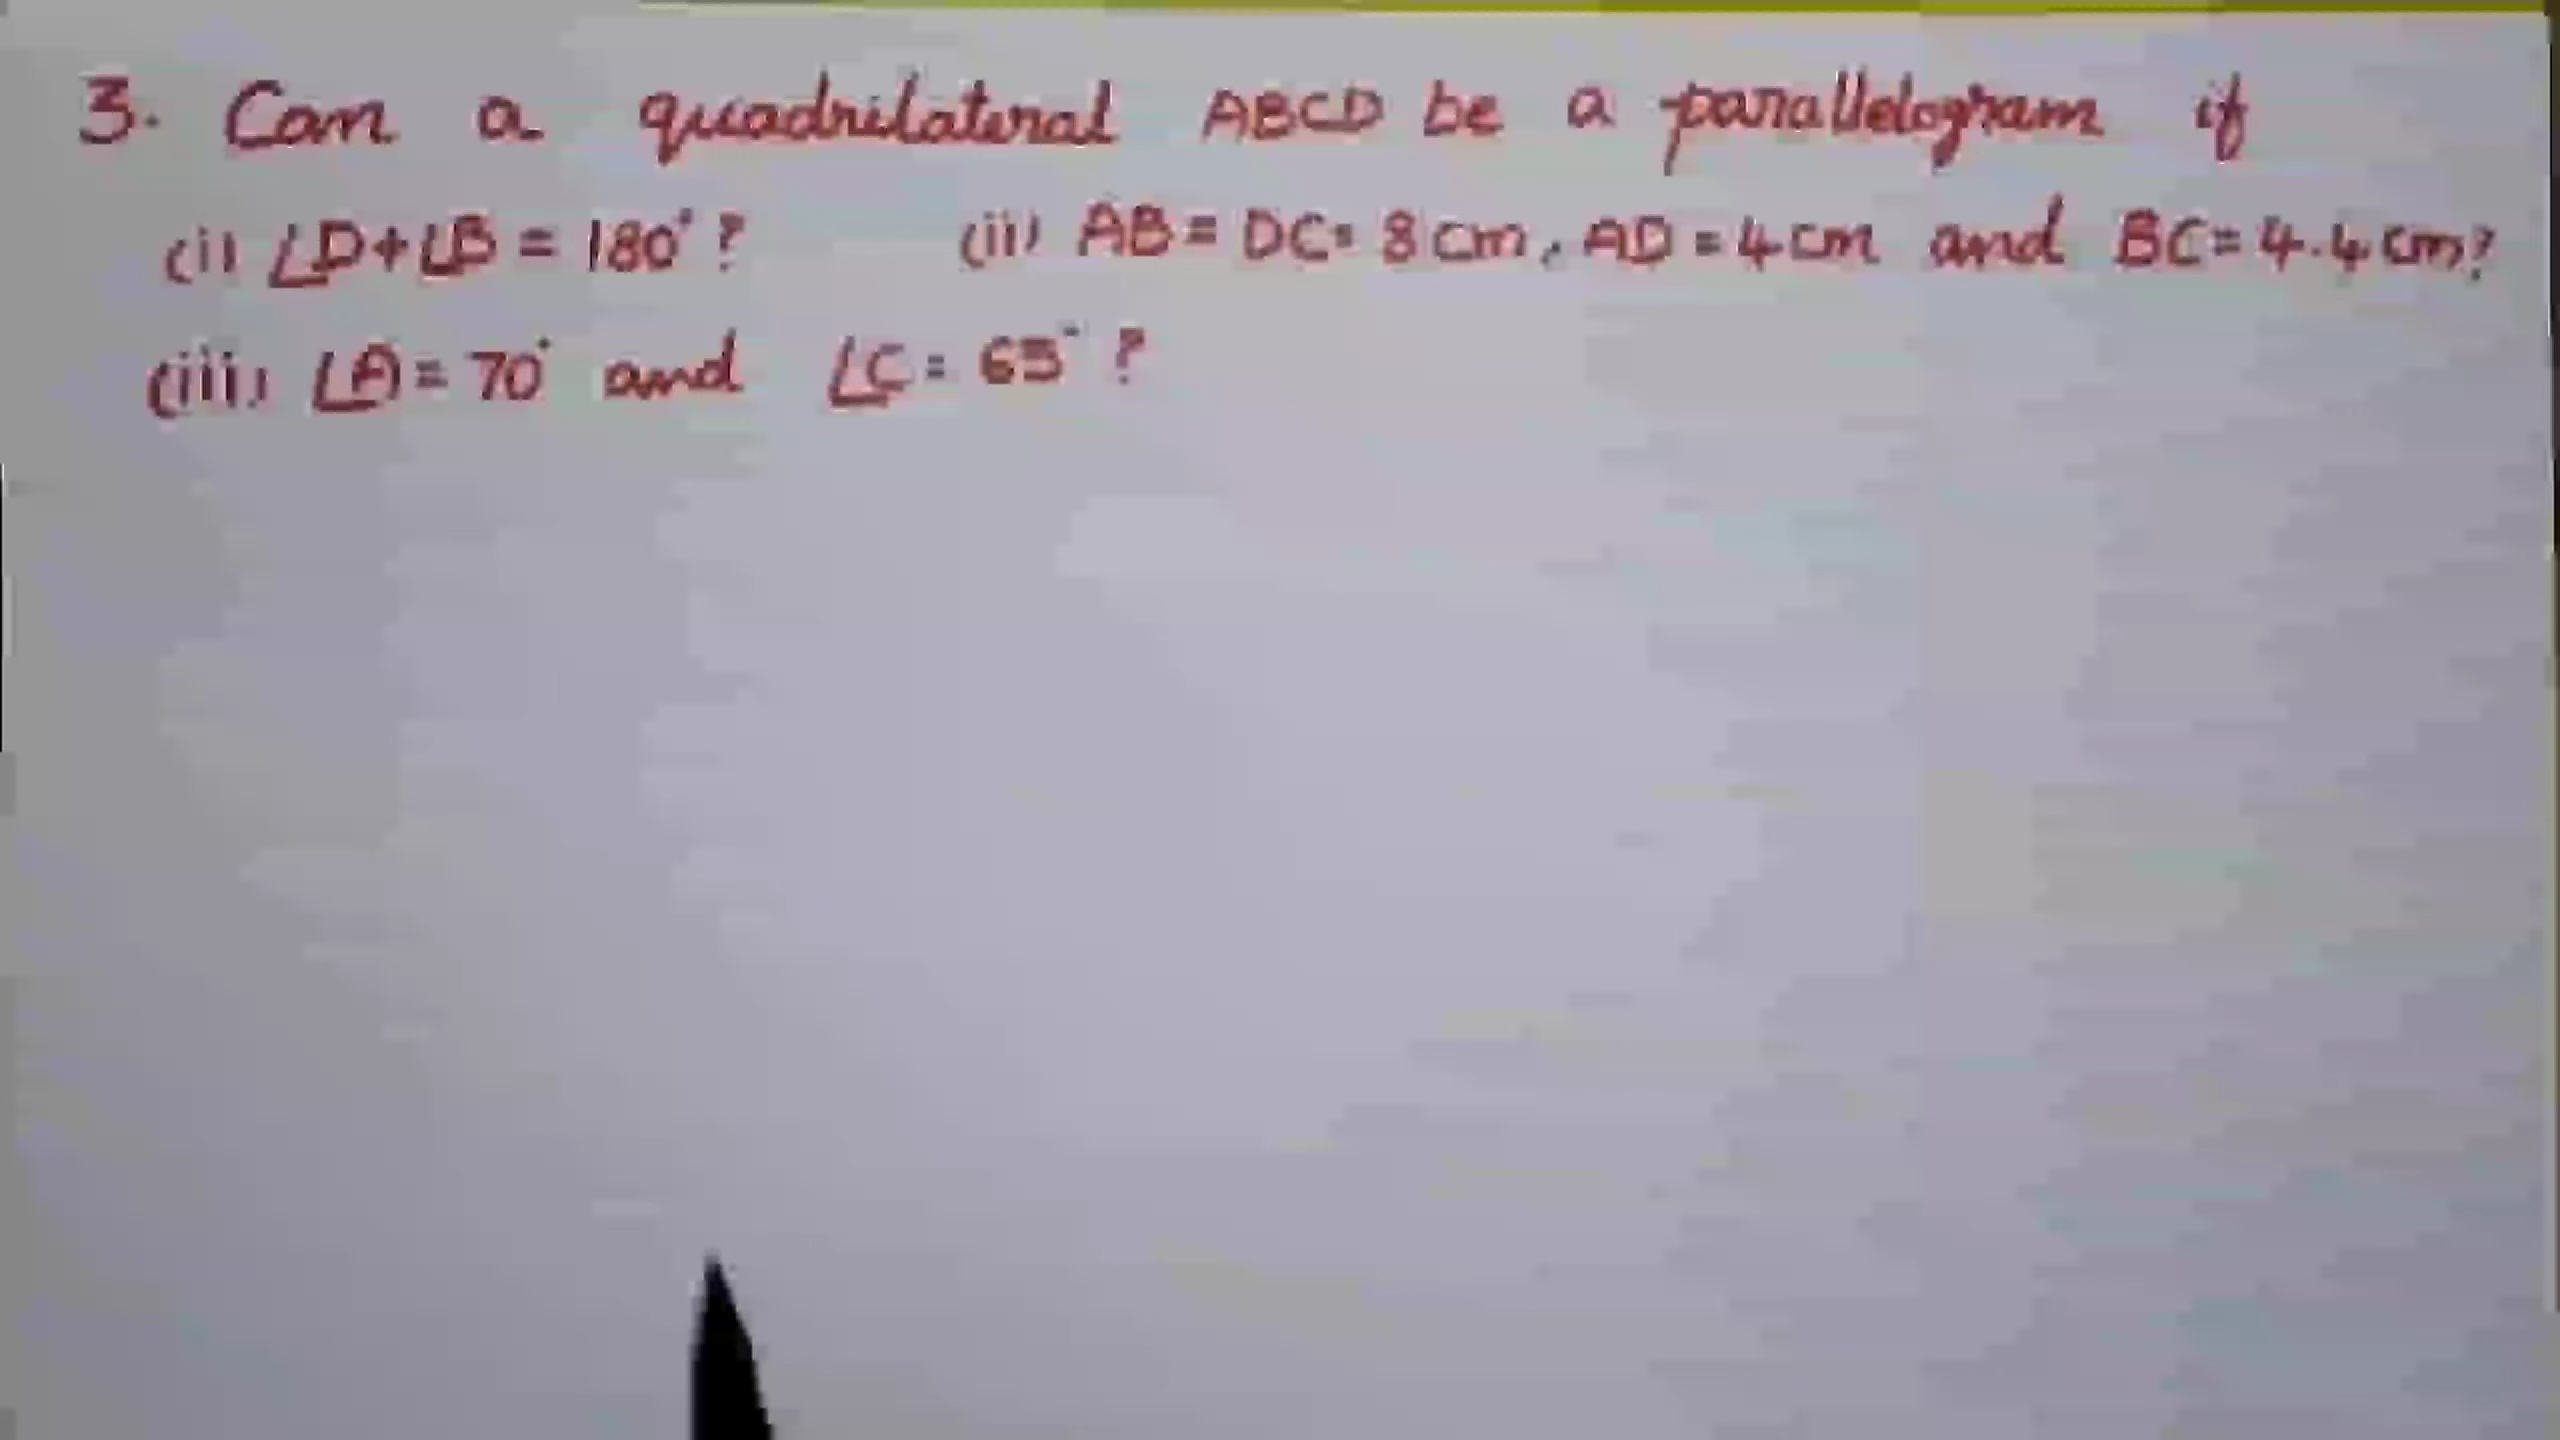 3. Can a quadrilateral ABCD be a parallelogram if
(i) ∠D+∠B = 180° ? (ii) AB = DC = 8 cm, AD = 4 cm and BC = 4.4 cm?
(iii) ∠A = 70° and ∠C = 65° ?